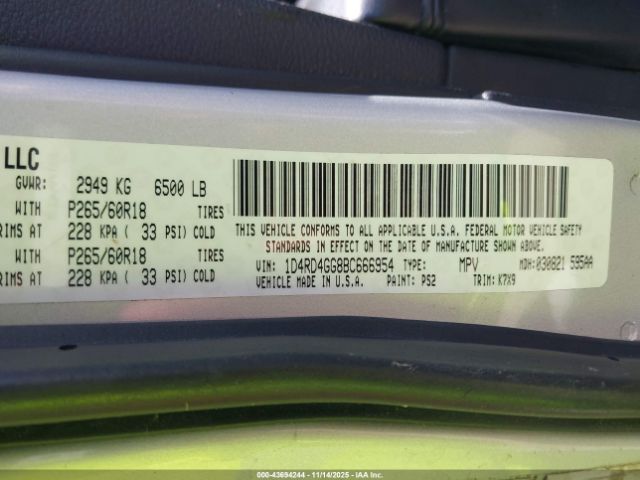 LLC
GVWR: 2949 KG 6500 LB
WITH P265/60R18 TIRES
RIMS AT 228 KPA ( 33 PSI) COLD
WITH P265/60R18 TIRES
RIMS AT 228 KPA ( 33 PSI) COLD
THIS VEHICLE CONFORMS TO ALL APPLICABLE U.S.A. FEDERAL MOTOR VEHICLE SAFETY
STANDARDS IN EFFECT ON THE DATE OF MANUFACTURE SHOWN ABOVE.
VIN: 1D4RD4GG8BC666954 TYPE: MPV MDH: 030821 595AA
VEHICLE MADE IN U.S.A. PAINT: PS2 TRIM: K7X9
000-43654244 - 11/14/2025 - IAA Inc.